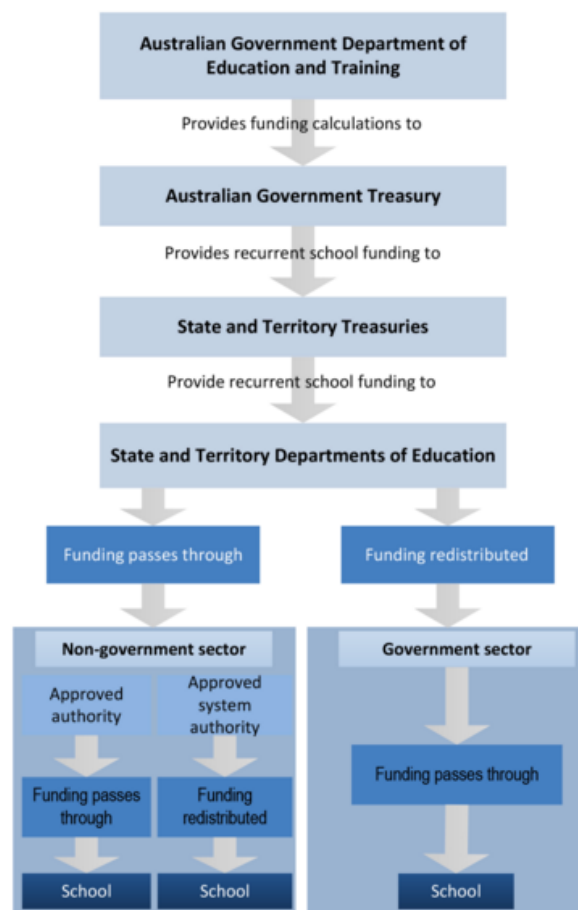 Australian Government Department of
Education and Training
Provides funding calculations to
Australian Government Treasury
Provides recurrent school funding to
State and Territory Treasuries
Provide recurrent school funding to
State and Territory Departments of Education
Funding passes through
Funding redistributed
Non-government sector
Approved
authority
Approved
system
authority
Funding passes
through
Funding
redistributed
School
School
Government sector
Funding passes through
School